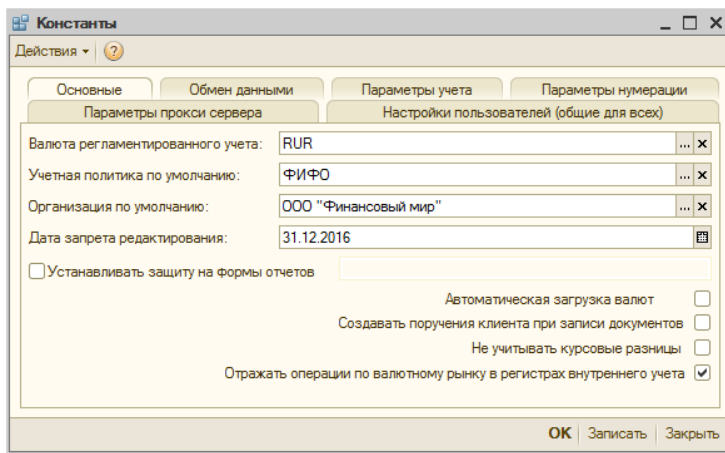 Константы
Действия
Основные Обмен данными Параметры учета Параметры нумерации
Параметры прокси сервера Настройки пользователей (общие для всех)
Валюта регламентированного учета: RUR
Учетная политика по умолчанию: ФИФО
Организация по умолчанию: ООО "Финансовый мир"
Дата запрета редактирования: 31.12.2016
Устанавливать защиту на формы отчетов
Автоматическая загрузка валют
Создавать поручения клиента при записи документов
Не учитывать курсовые разницы
Отражать операции по валютному рынку в регистрах внутреннего учета
OK Записать Закрыть